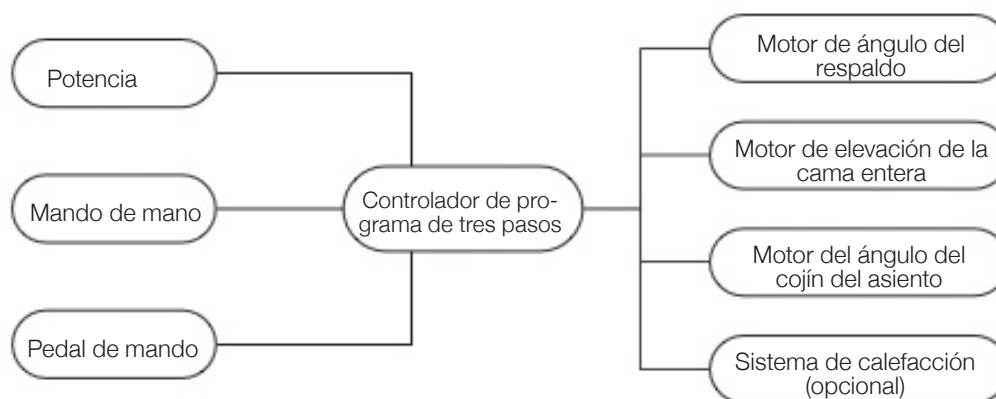 Potencia
Mando de mano
Pedal de mando
Controlador de pro-
grama de tres pasos
Motor de ángulo del
respaldo
Motor de elevación de la
cama entera
Motor del ángulo del
cojín del asiento
Sistema de calefacción
(opcional)